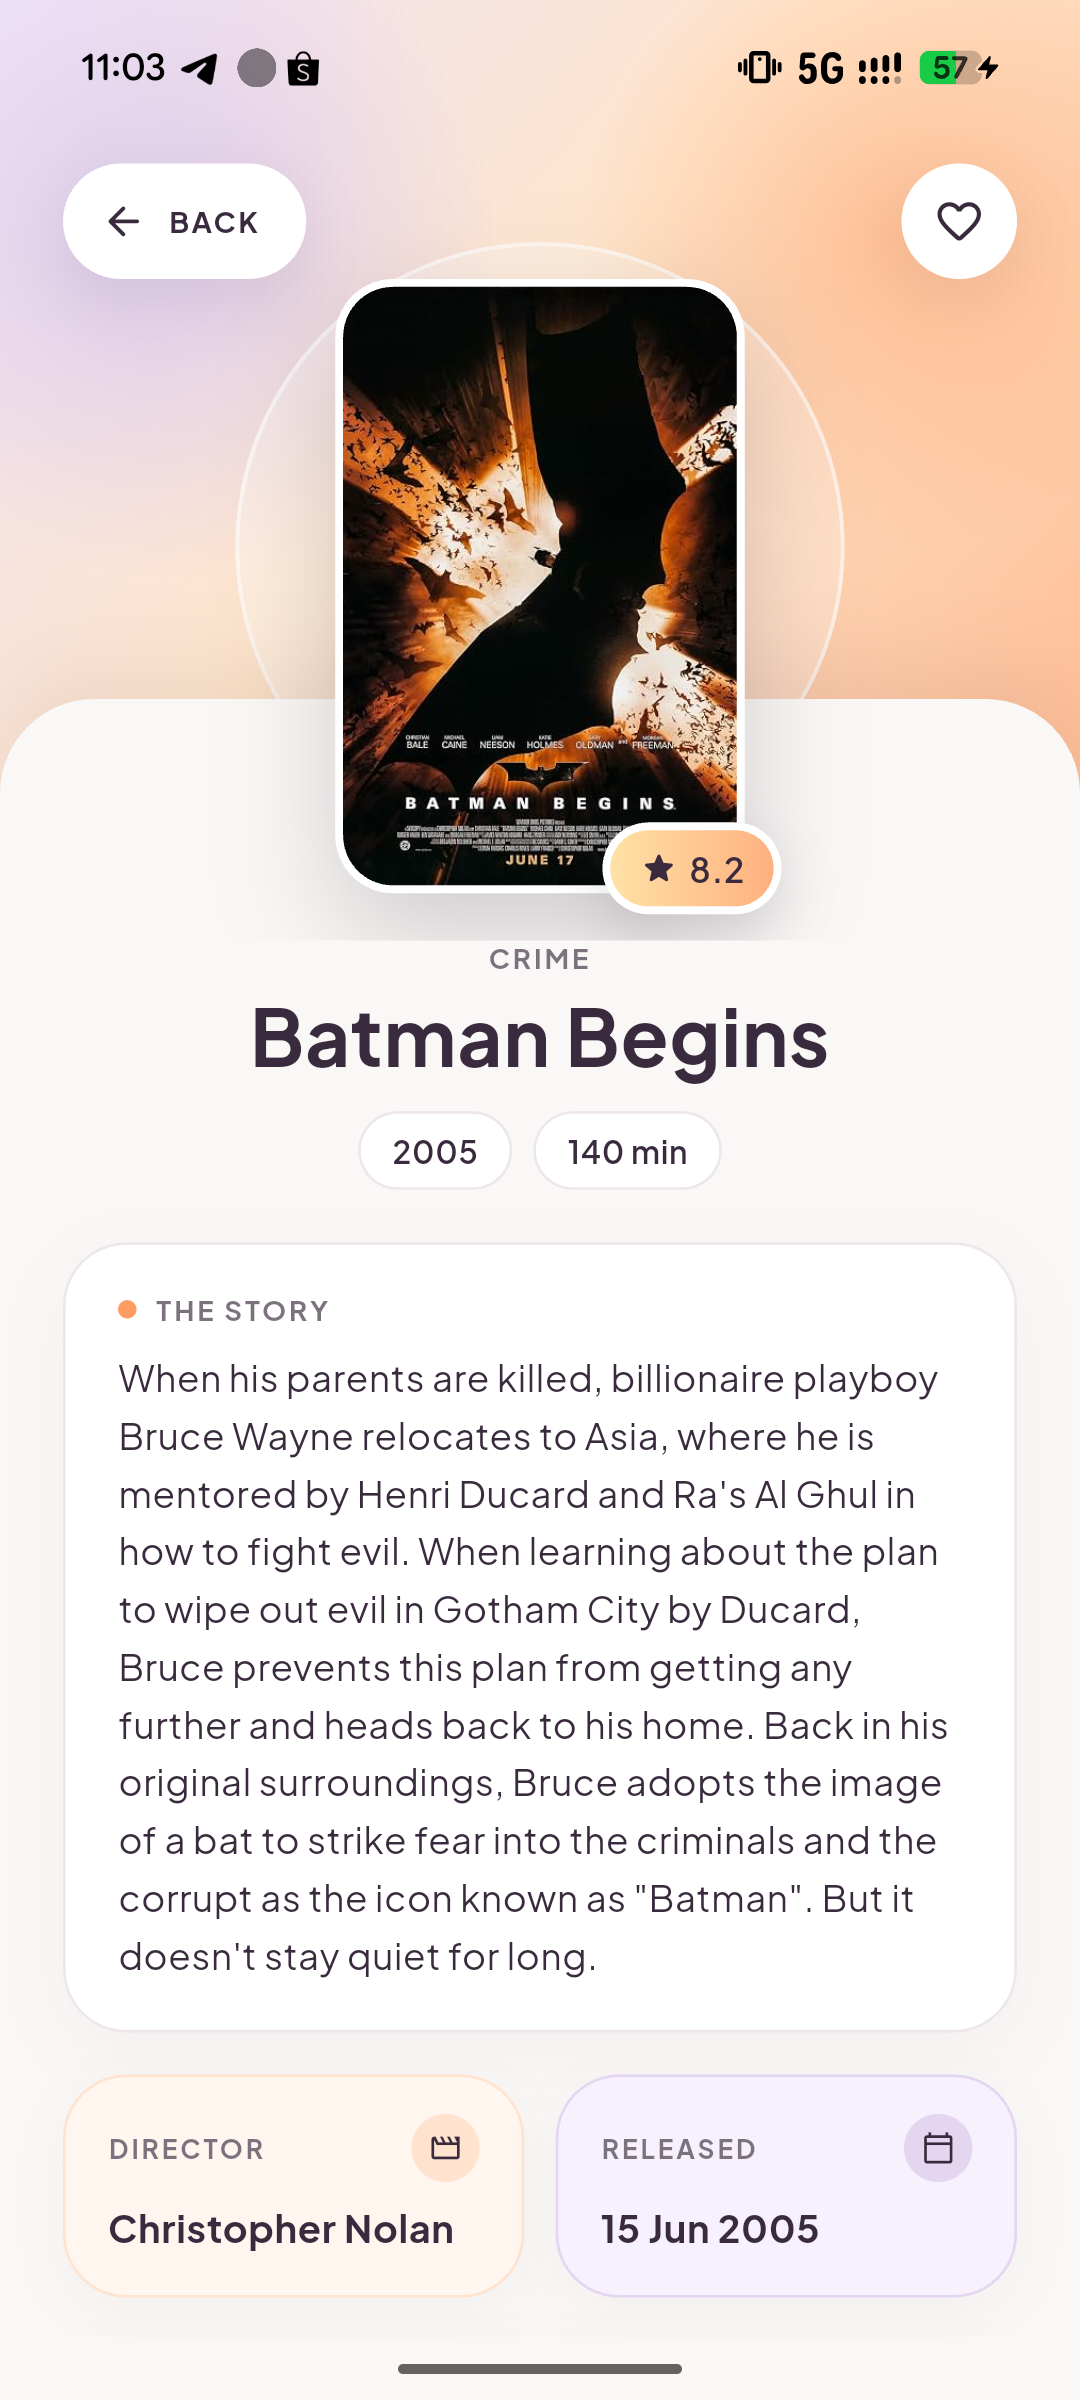 11:03
5G
57
BACK
CHRISTIAN BALE
MICHAEL CAINE
LIAM NEESON
KATIE HOLMES
GARY OLDMAN
and MORGAN FREEMAN
BATMAN BEGINS
JUNE 17
8.2
CRIME
Batman Begins
2005
140 min
THE STORY
When his parents are killed, billionaire playboy
Bruce Wayne relocates to Asia, where he is
mentored by Henri Ducard and Ra's Al Ghul in
how to fight evil. When learning about the plan
to wipe out evil in Gotham City by Ducard,
Bruce prevents this plan from getting any
further and heads back to his home. Back in his
original surroundings, Bruce adopts the image
of a bat to strike fear into the criminals and the
corrupt as the icon known as "Batman". But it
doesn't stay quiet for long.
DIRECTOR
Christopher Nolan
RELEASED
15 Jun 2005